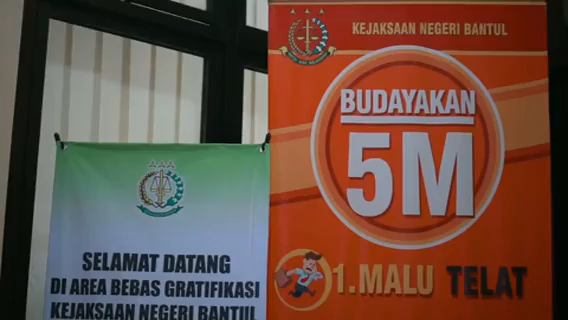 SELAMAT DATANG
DI AREA BEBAS GRATIFIKASI
KEJAKSAAN NEGERI BANTUL
KEJAKSAAN NEGERI BANTUL
BUDAYAKAN
5M
1. MALU TELAT